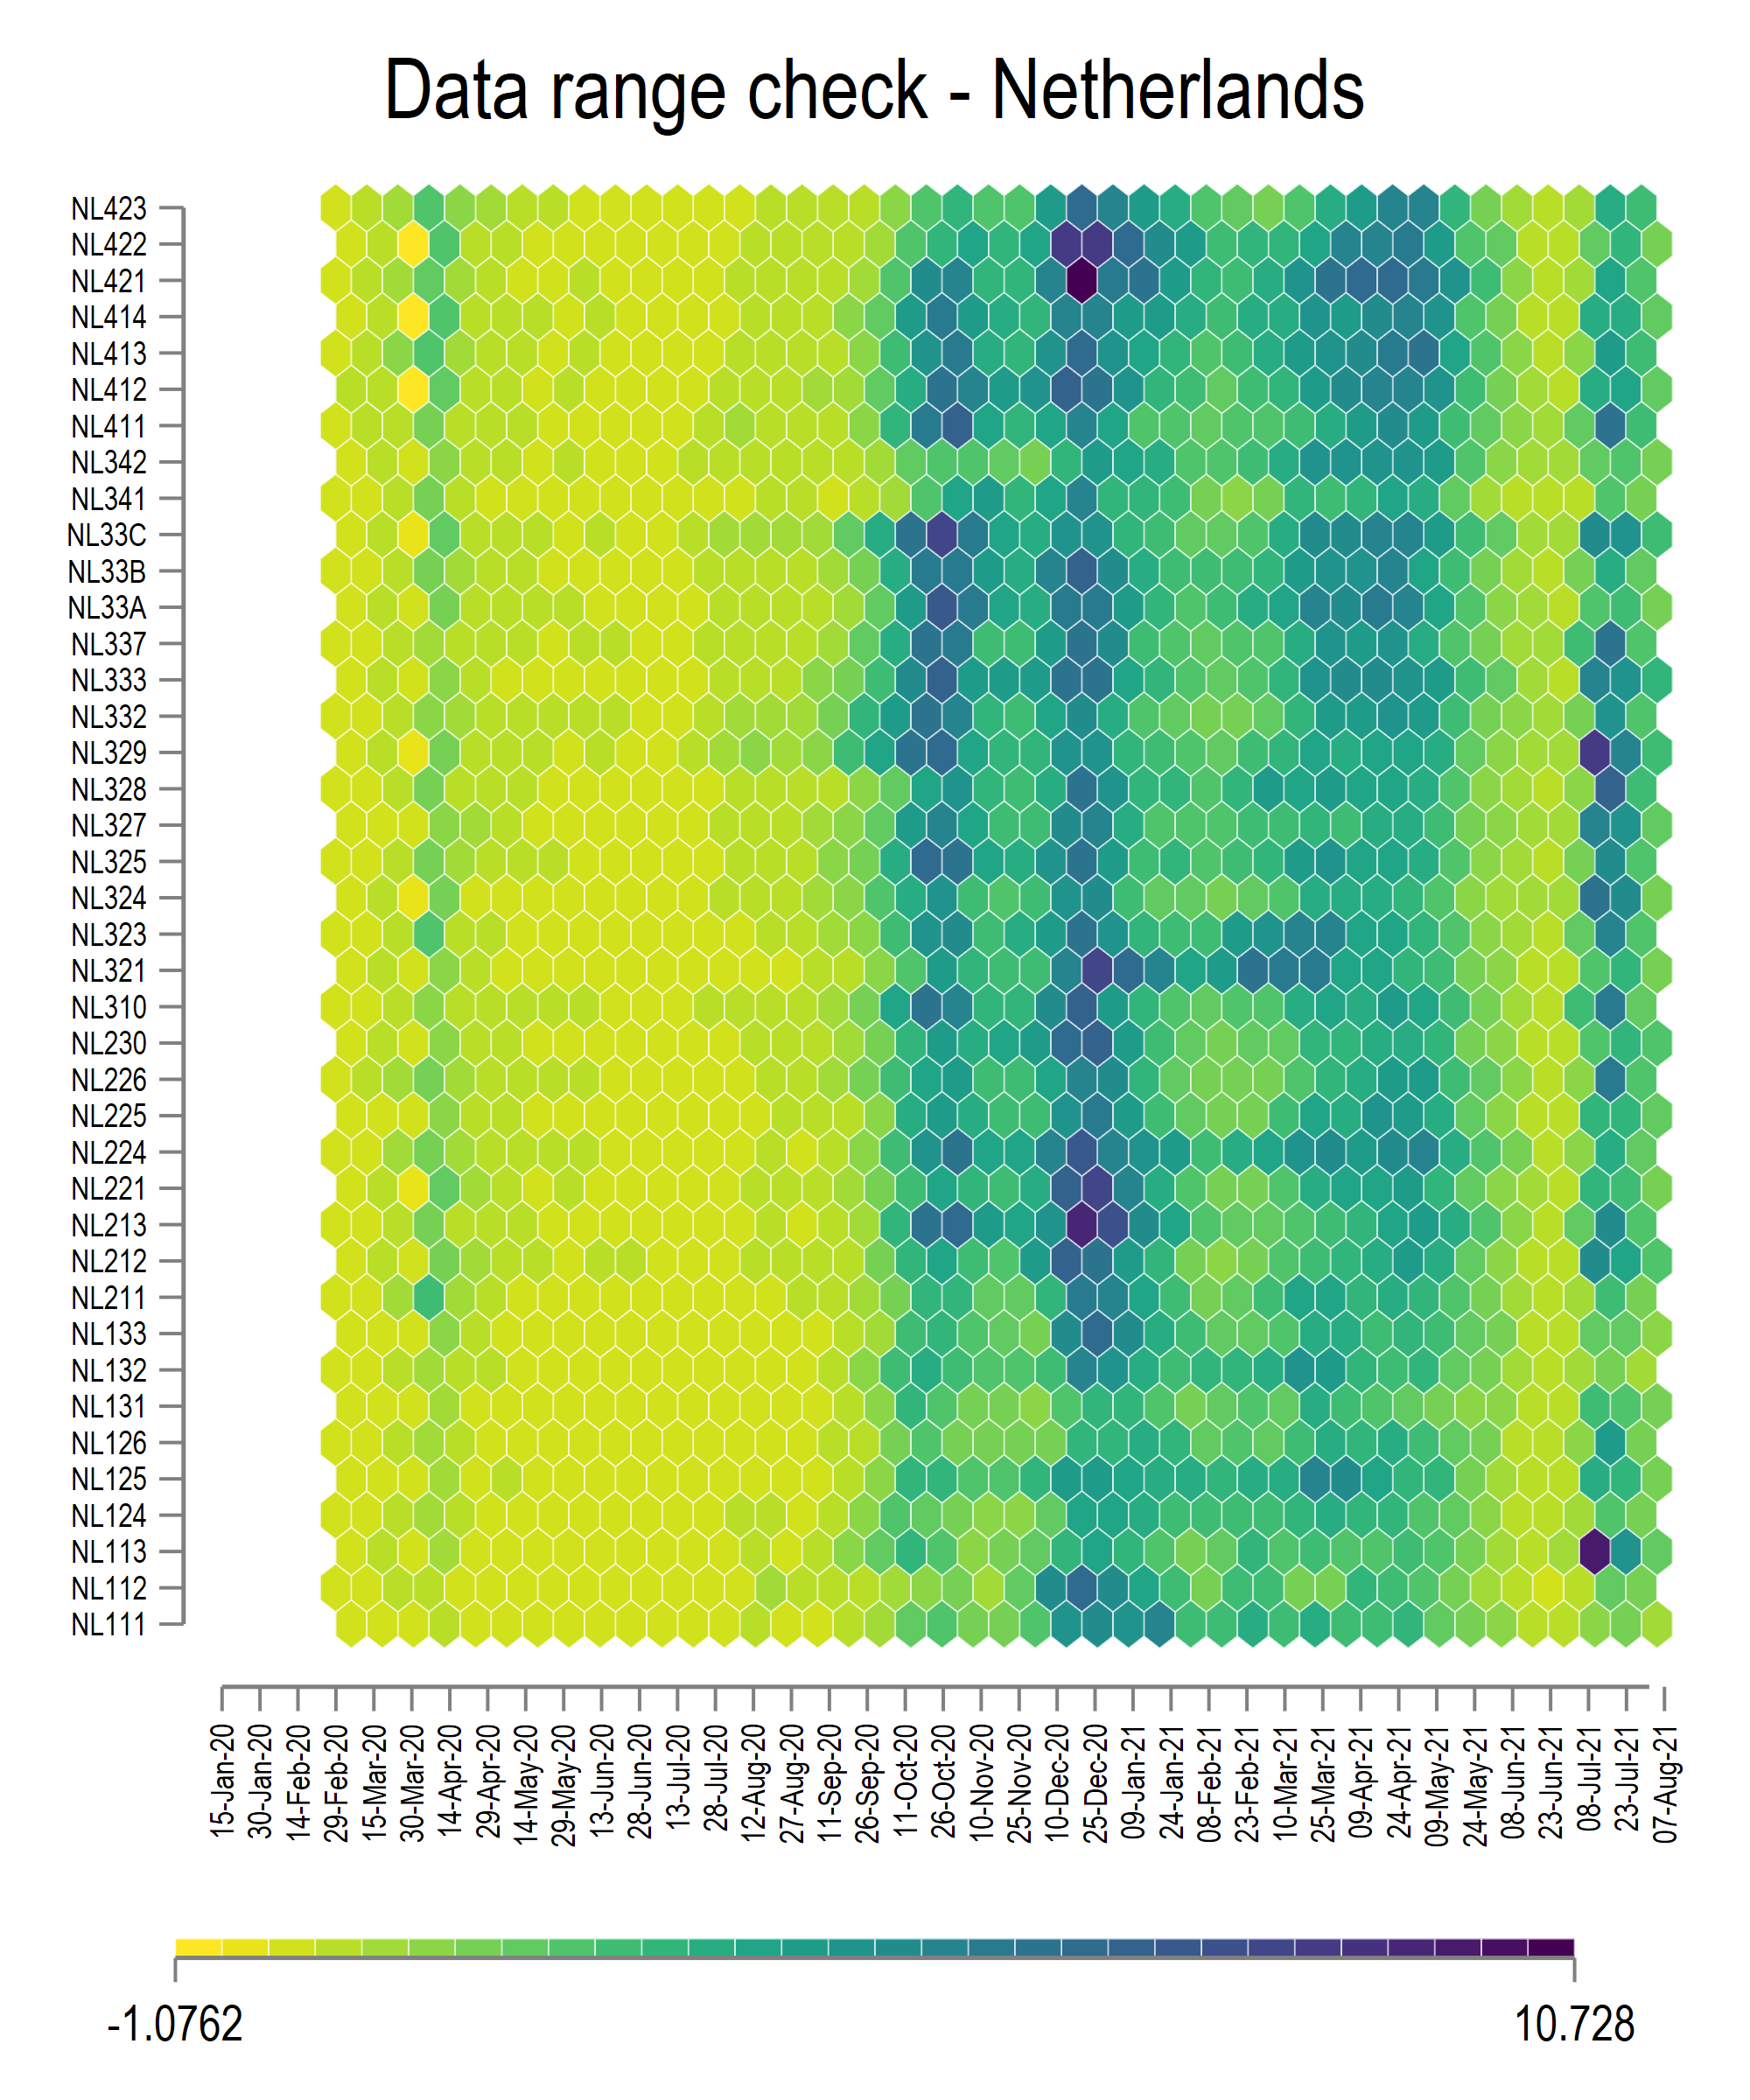 Data range check - Netherlands
NL423
NL422
NL421
NL414
NL413
NL412
NL411
NL342
NL341
NL33C
NL33B
NL33A
NL337
NL333
NL332
NL329
NL328
NL327
NL325
NL324
NL323
NL321
NL310
NL230
NL226
NL225
NL224
NL221
NL213
NL212
NL211
NL133
NL132
NL131
NL126
NL125
NL124
NL113
NL112
NL111
15-Jan-20
30-Jan-20
14-Feb-20
29-Feb-20
15-Mar-20
30-Mar-20
14-Apr-20
29-Apr-20
14-May-20
29-May-20
13-Jun-20
28-Jun-20
13-Jul-20
28-Jul-20
12-Aug-20
27-Aug-20
11-Sep-20
26-Sep-20
11-Oct-20
26-Oct-20
10-Nov-20
25-Nov-20
10-Dec-20
25-Dec-20
09-Jan-21
24-Jan-21
08-Feb-21
23-Feb-21
10-Mar-21
25-Mar-21
09-Apr-21
24-Apr-21
09-May-21
24-May-21
08-Jun-21
23-Jun-21
08-Jul-21
23-Jul-21
07-Aug-21
-1.0762
10.728